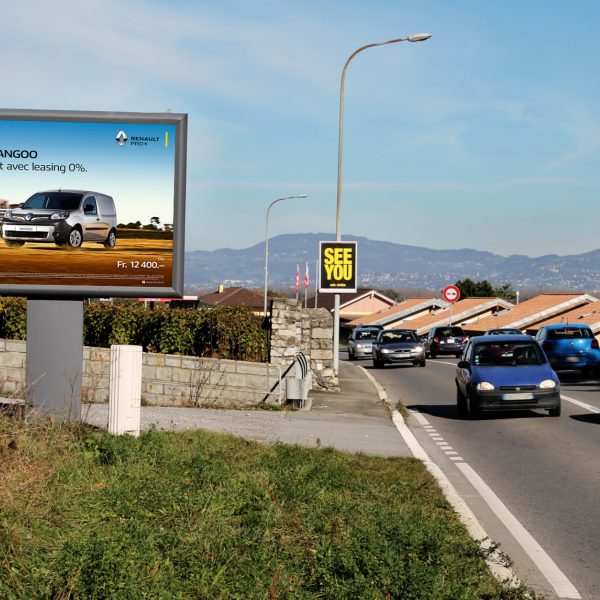 RENAULT
PRO+
ANGOO
t avec leasing 0%.
Fr. 12 400.–
SEE
YOU